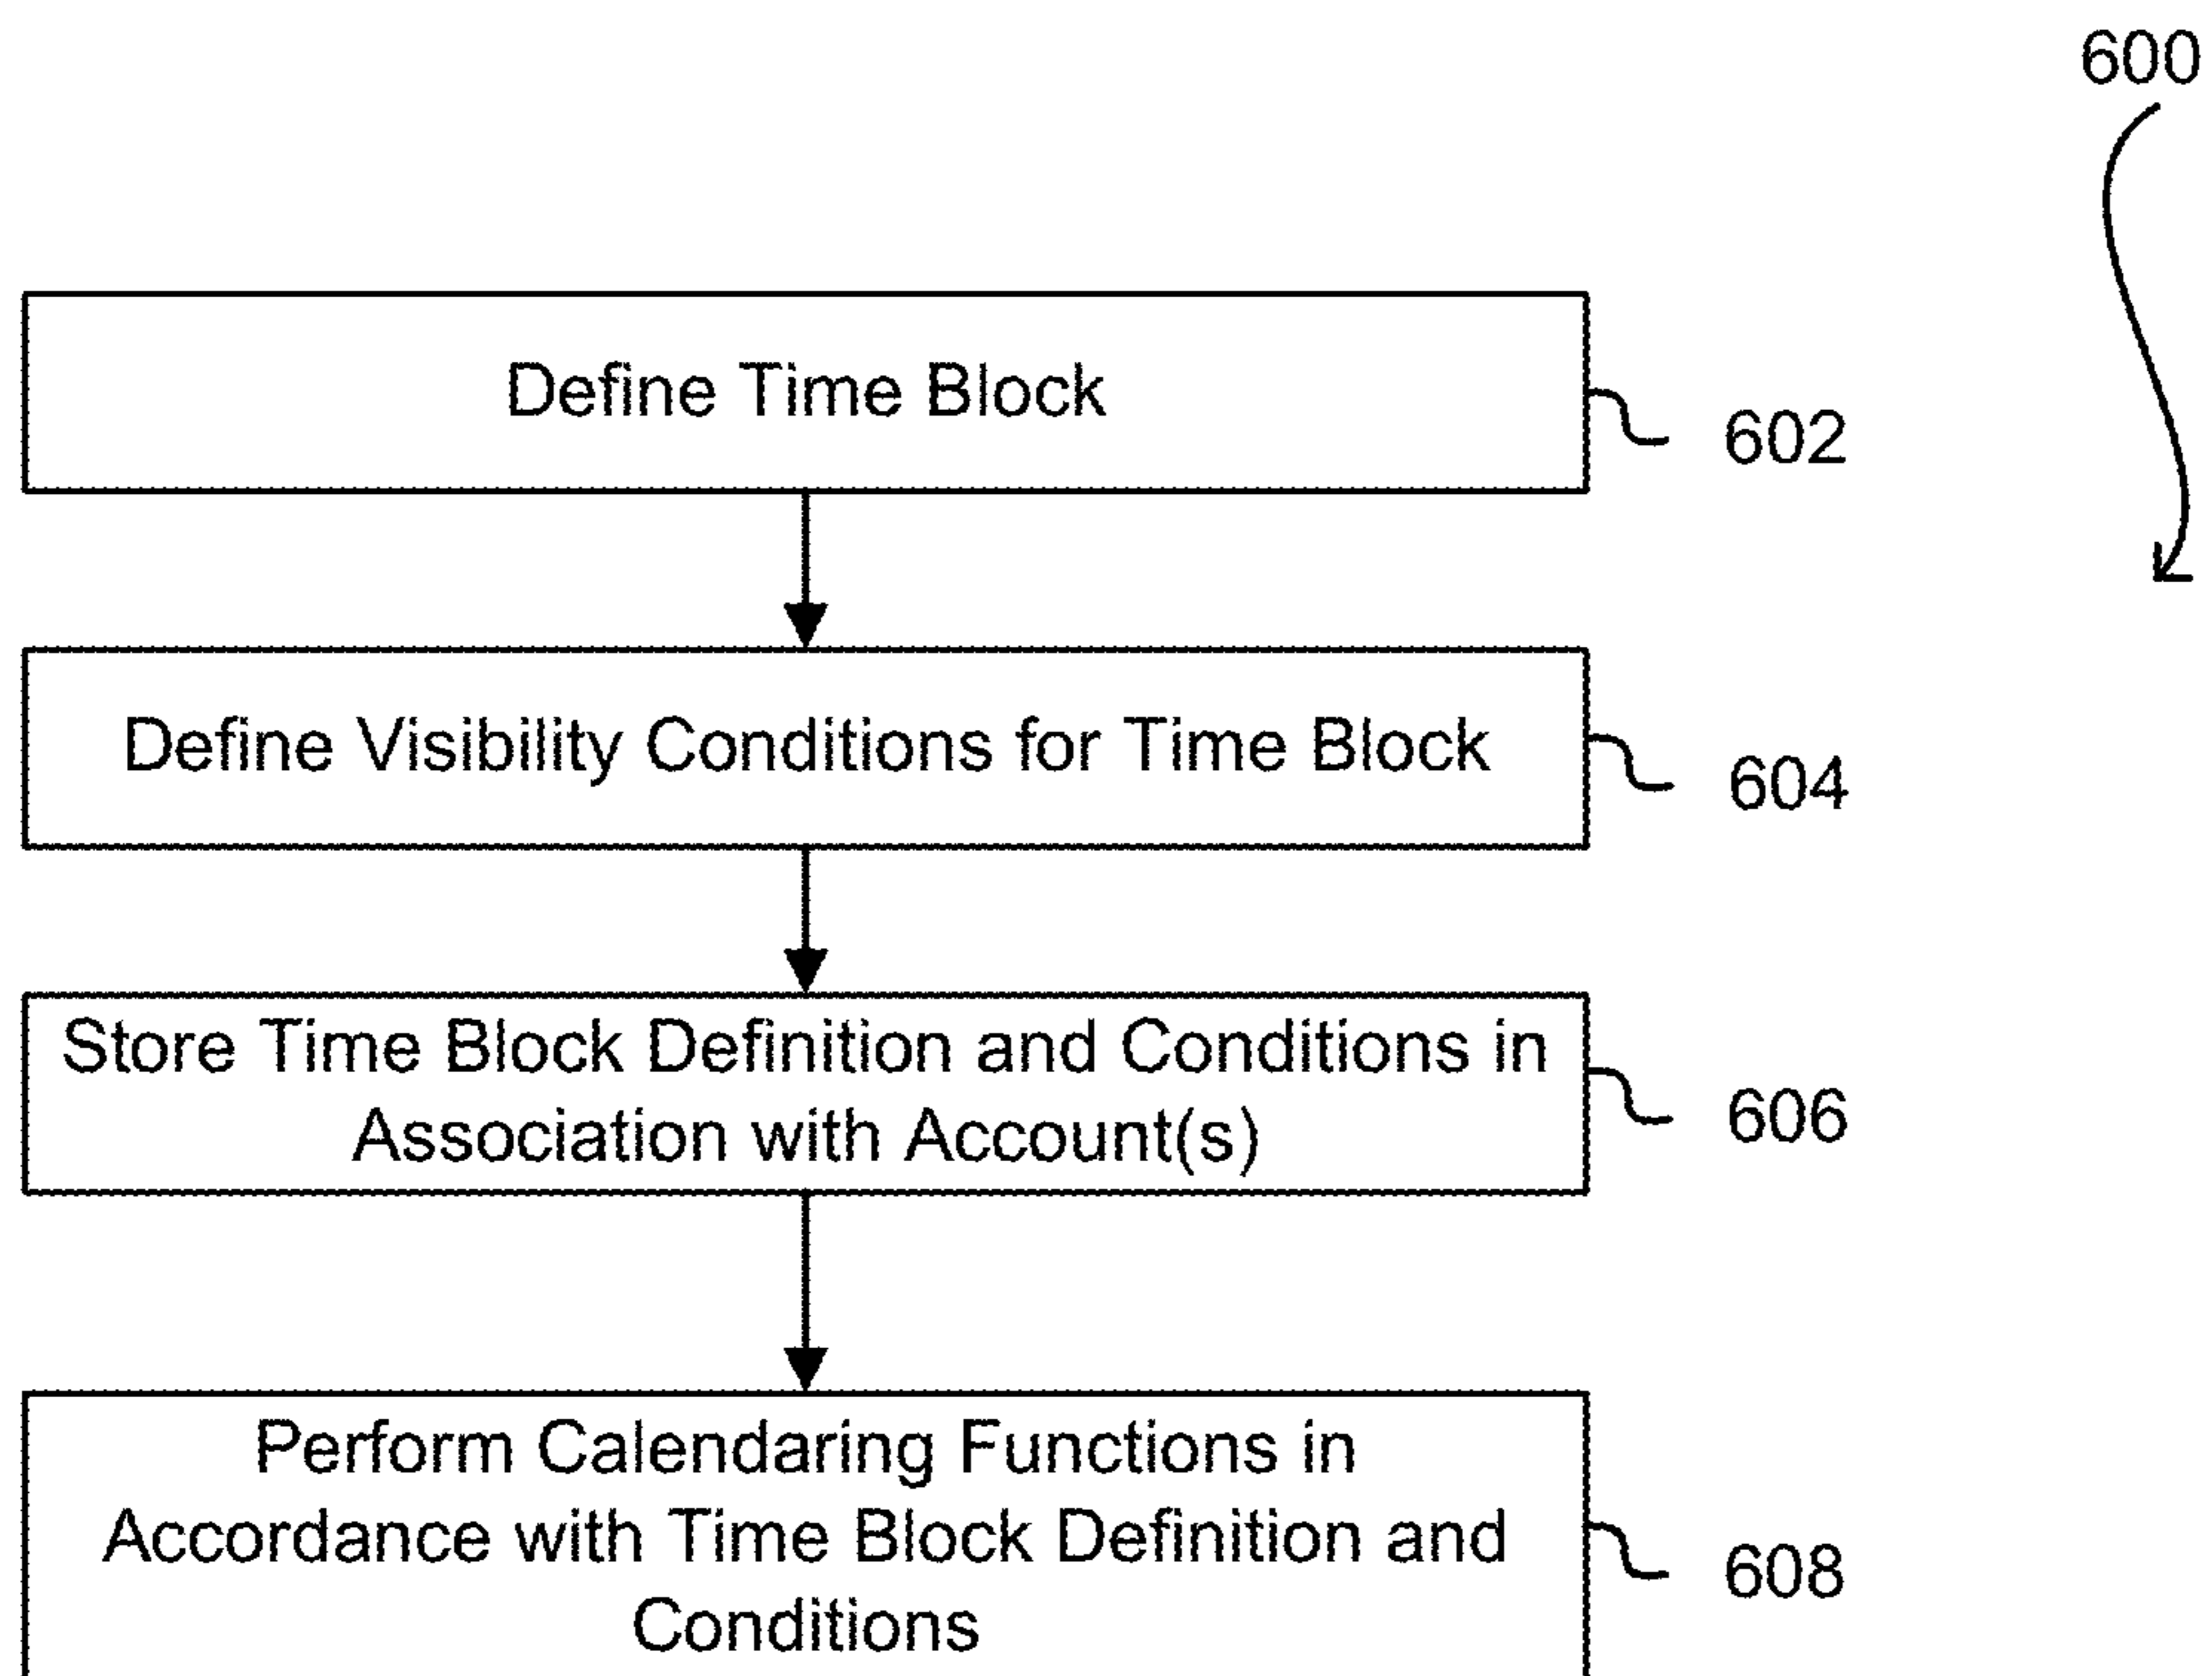 600
Define Time Block
602
Define Visibility Conditions for Time Block
604
Store Time Block Definition and Conditions in
Association with Account(s)
606
Perform Calendaring Functions in
Accordance with Time Block Definition and
Conditions
608